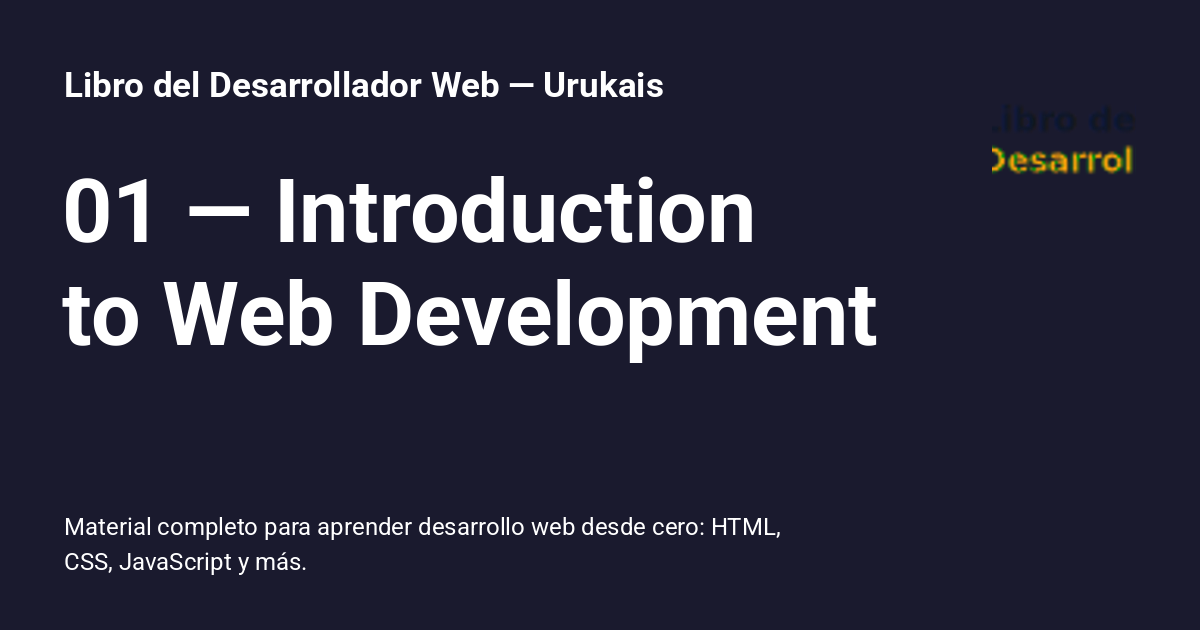 Libro del Desarrollador Web — Urukais
ibro de
Desarrol
01 — Introduction
to Web Development
Material completo para aprender desarrollo web desde cero: HTML,
CSS, JavaScript y más.